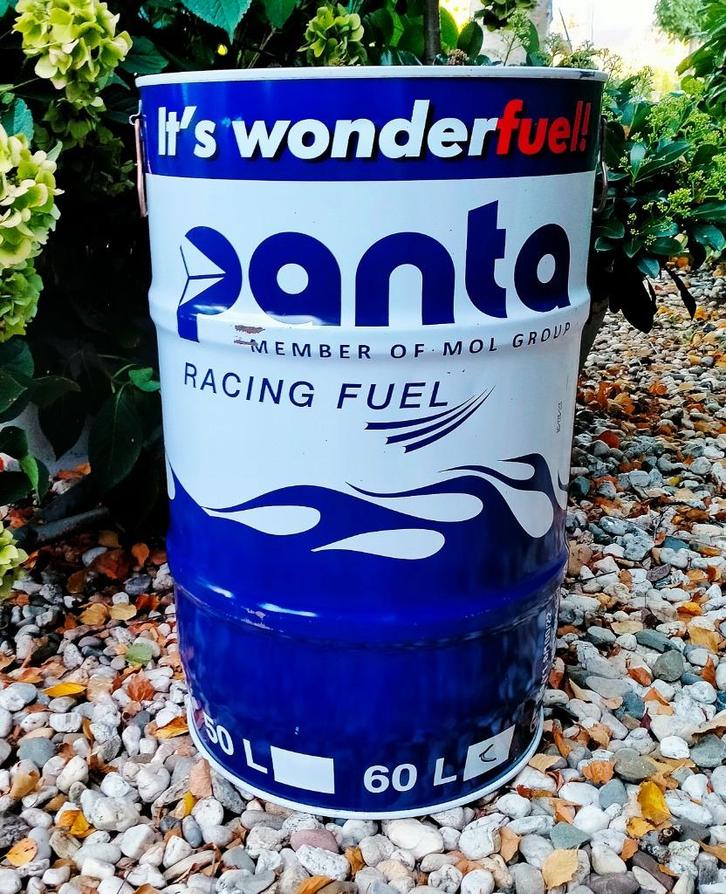 It's wonderfuel!
panta
MEMBER OF MOL GROUP
RACING FUEL
50 L
60 L